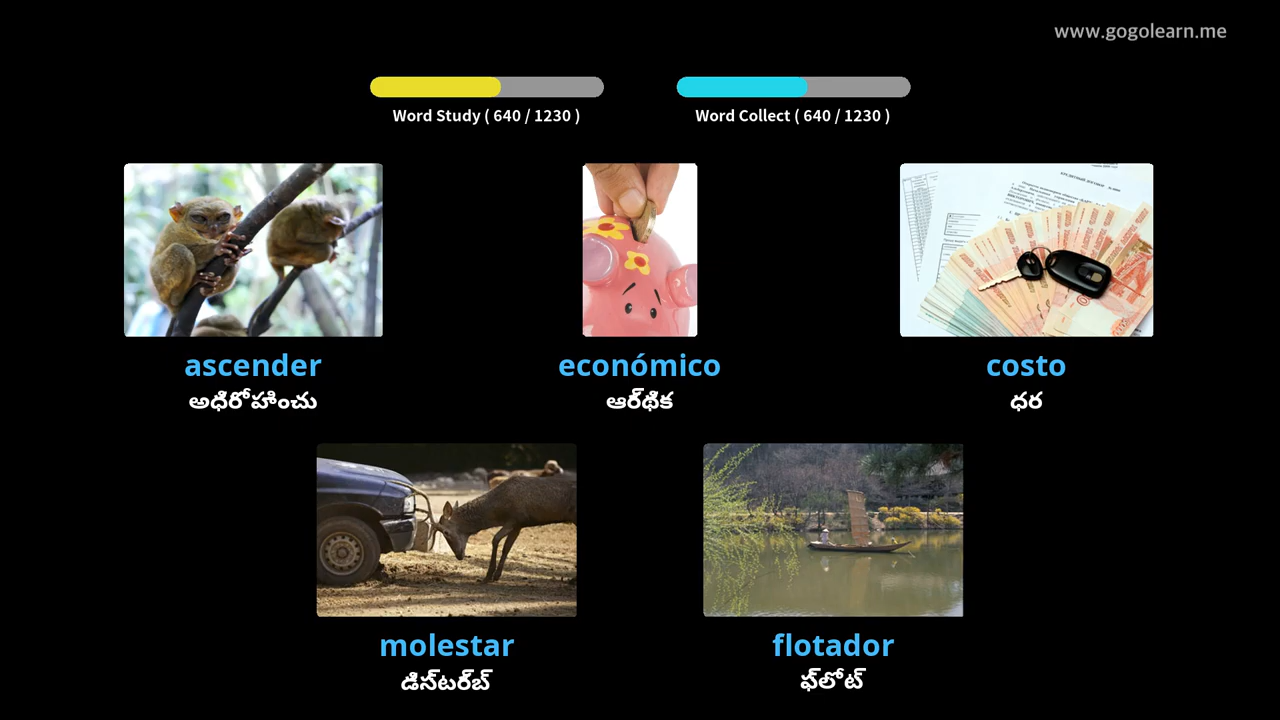 www.gogolearn.me
Word Study ( 640 / 1230 )
Word Collect ( 640 / 1230 )
ascender
అధిరోహించు
económico
ఆర్థిక
costo
ధర
molestar
డిస్టర్బ్
flotador
ఫ్లోట్